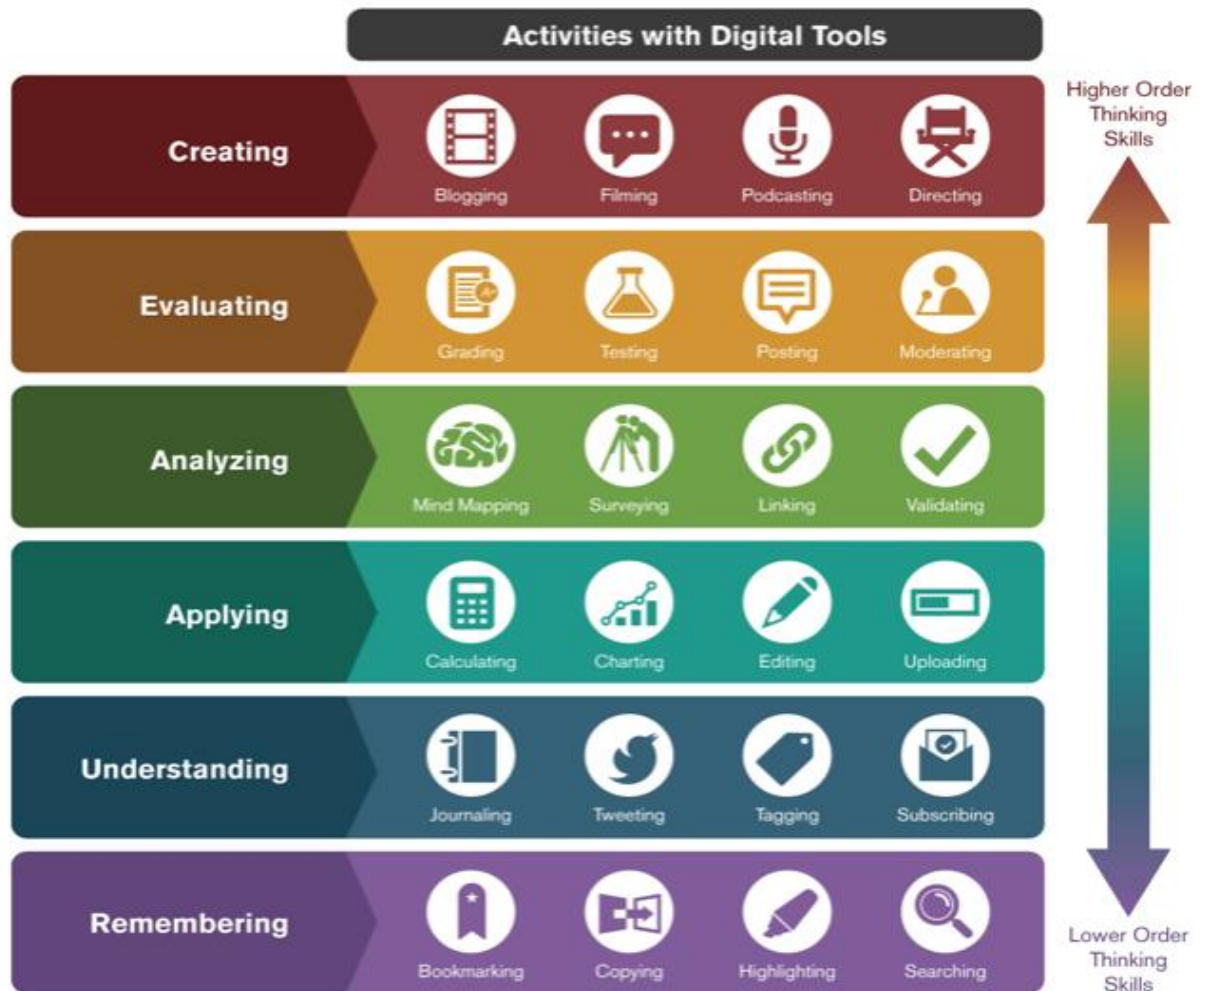 Activities with Digital Tools
Higher Order
Thinking
Skills
Creating
Blogging
Filming
Podcasting
Directing
Evaluating
Grading
Testing
Posting
Moderating
Analyzing
Mind Mapping
Surveying
Linking
Validating
Applying
Calculating
Charting
Editing
Uploading
Understanding
Journaling
Tweeting
Tagging
Subscribing
Remembering
Bookmarking
Copying
Highlighting
Searching
Lower Order
Thinking
Skills